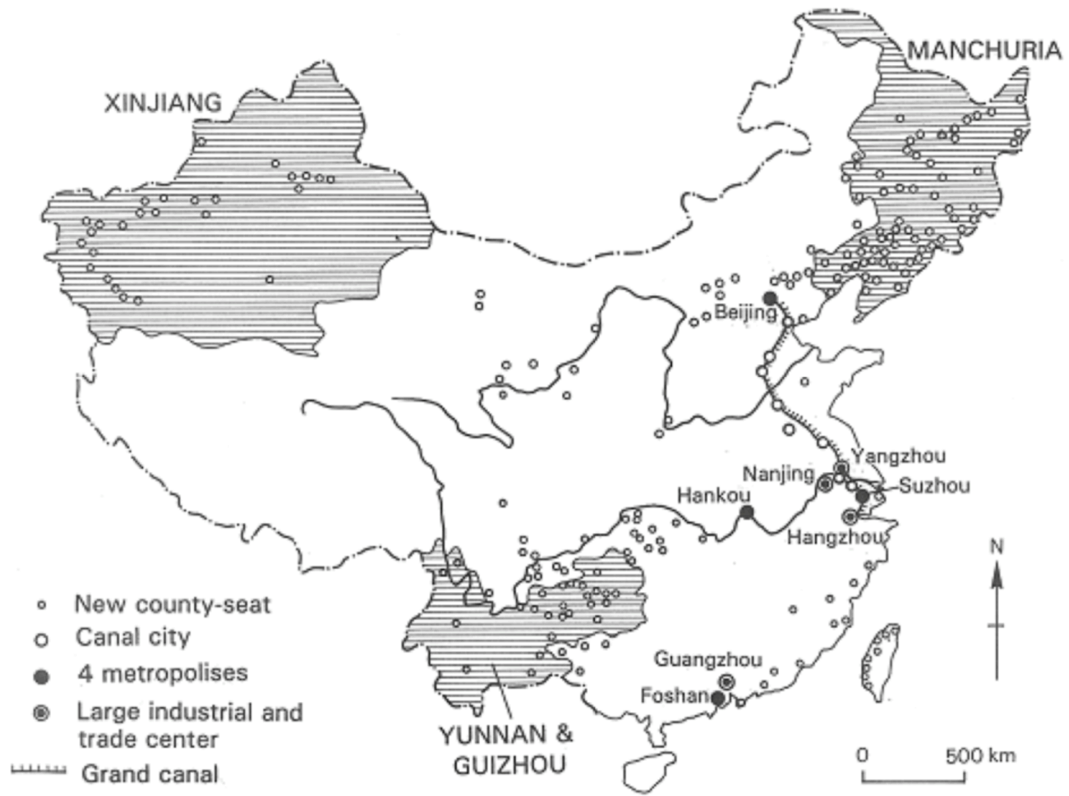 MANCHURIA
XINJIANG
Beijing
Yangzhou
Nanjing
Suzhou
Hankou
Hangzhou
N
New county-seat
Canal city
4 metropolises
Large industrial and
trade center
Grand canal
Guangzhou
Foshan
YUNNAN &
GUIZHOU
0 500 km